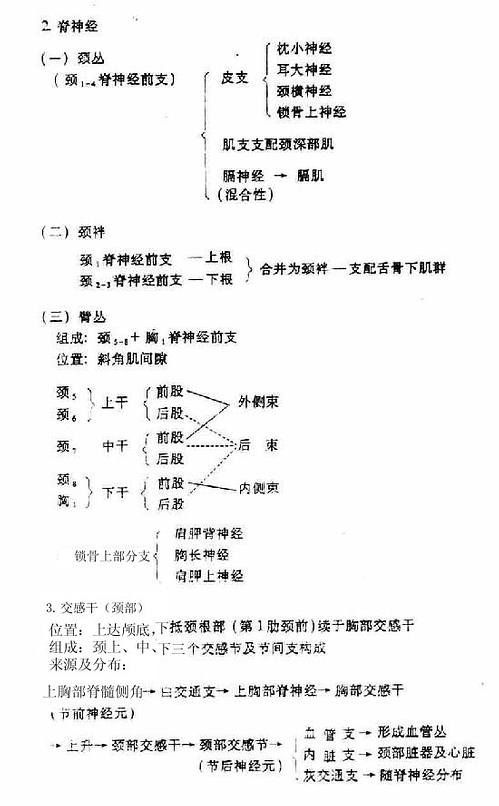 2. 脊神经
(一) 颈丛
(颈₁₋₄脊神经前支)
皮支
枕小神经
耳大神经
颈横神经
锁骨上神经
肌支支配颈深部肌
膈神经 → 膈肌
(混合性)
(二) 颈袢
颈₁脊神经前支 —上根
颈₂₋₃脊神经前支 —下根
合并为颈袢 — 支配舌骨下肌群
(三) 臂丛
组成: 颈₅₋₈ + 胸₁脊神经前支
位置: 斜角肌间隙
颈₅
颈₆
上干
前股
后股
外侧束
颈₇
中干
前股
后股
后 束
颈₈
胸₁
下干
前股
后股
内侧束
锁骨上部分支
肩胛背神经
胸长神经
肩胛上神经
3. 交感干（颈部）
位置: 上达颅底,下抵颈根部 (第1肋颈前) 续于胸部交感干
组成: 颈上、中、下三个交感节及节间支构成
来源及分布:
上胸部脊髓侧角→白交通支→上胸部脊神经→胸部交感干
(节前神经元)
→上升→颈部交感干→颈部交感节→
(节后神经元)
血 管 支→形成血管丛
内 脏 支→颈部脏器及心脏
灰交通支→随脊神经分布